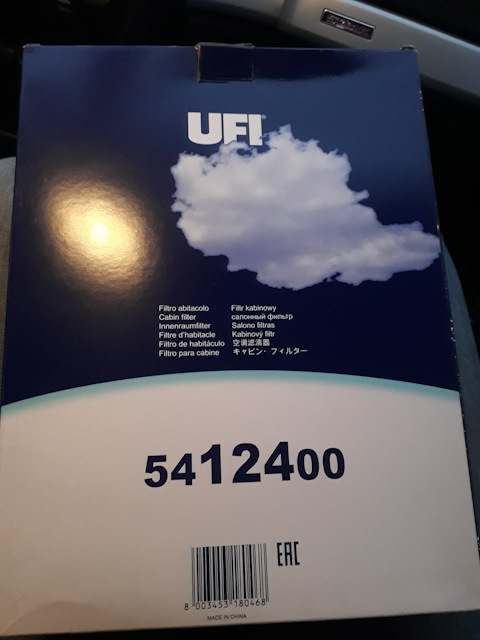 UFI®
Filtro abitacolo
Cabin filter
Innenraumfilter
Filtre d'habitacle
Filtro de habitáculo
Filtro para cabine
Filtr kabinowy
салонный фильтр
Salono filtras
Kabinový filtr
空调滤清器
キャビン・フィルター
5412400
EAC
8 003453 180468
MADE IN CHINA